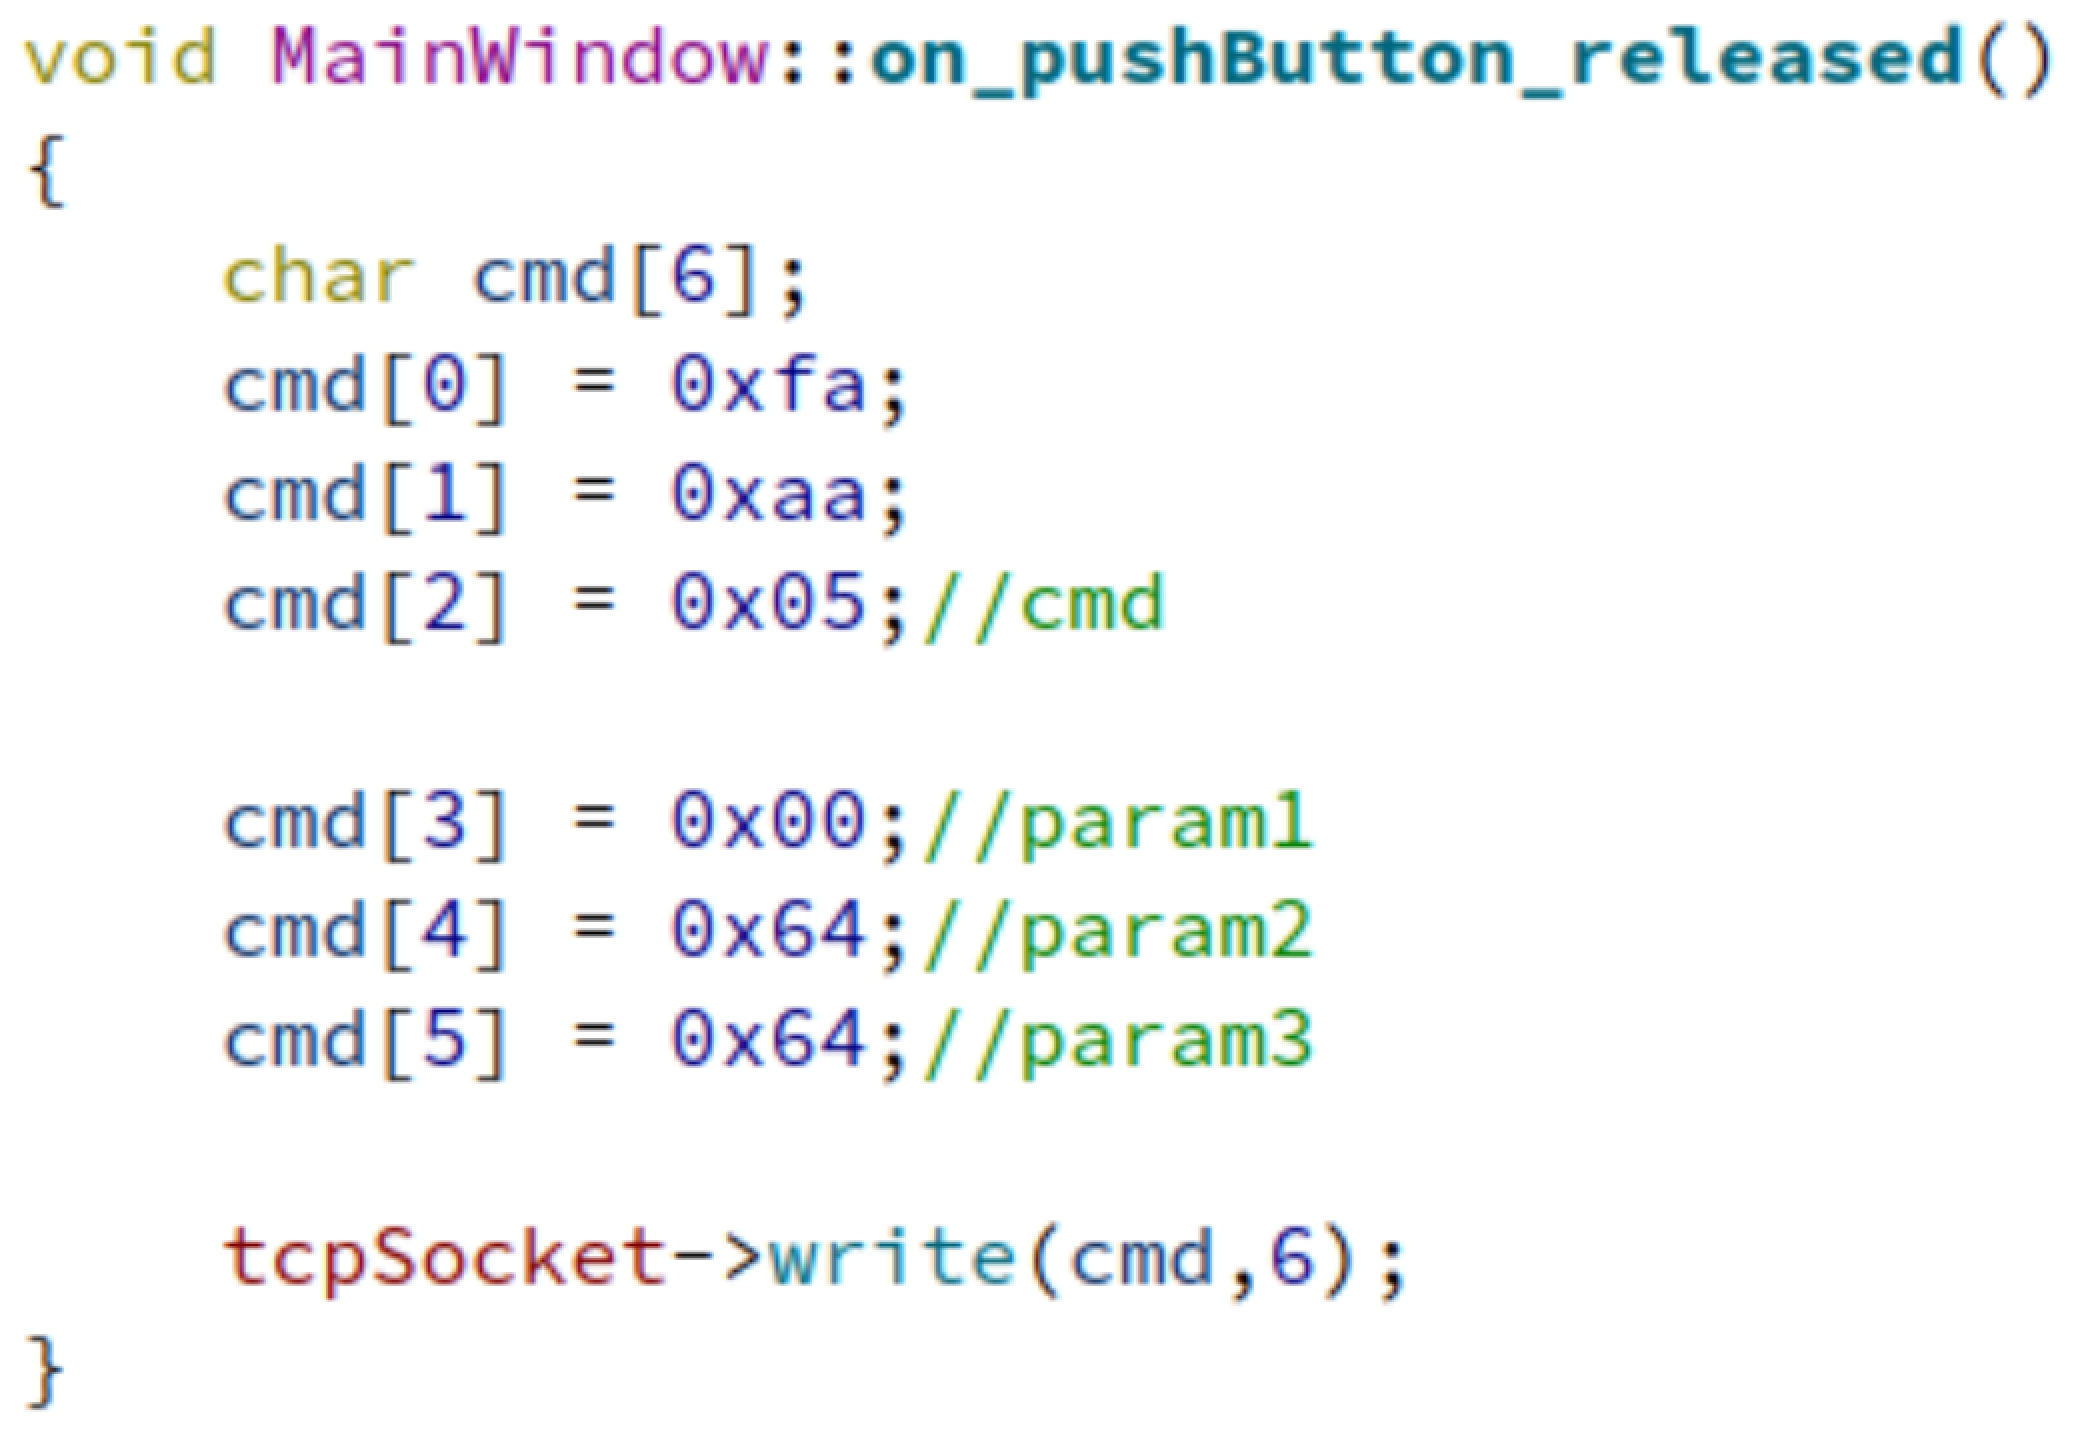 void MainWindow::on_pushButton_released()
{
    char cmd[6];
    cmd[0] = 0xfa;
    cmd[1] = 0xaa;
    cmd[2] = 0x05;//cmd

    cmd[3] = 0x00;//param1
    cmd[4] = 0x64;//param2
    cmd[5] = 0x64;//param3

    tcpSocket->write(cmd,6);
}